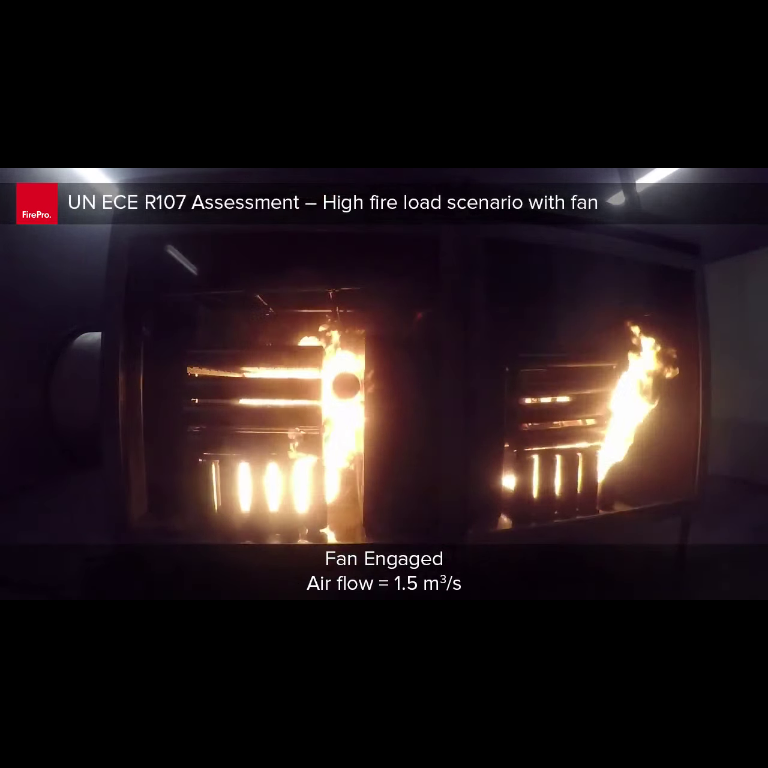 FirePro.
UN ECE R107 Assessment – High fire load scenario with fan
Fan Engaged
Air flow = 1.5 m³/s